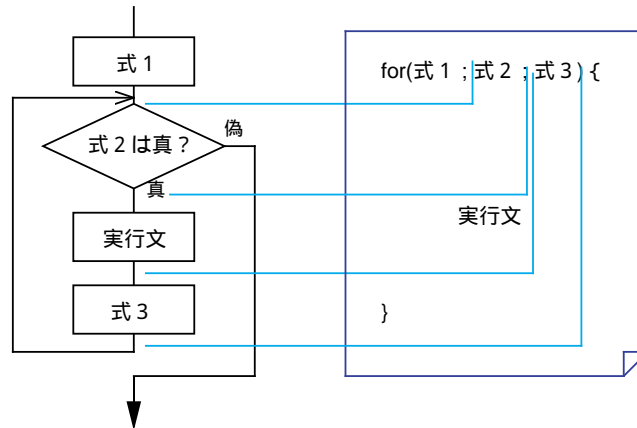 式 1
式 2 は真？
偽
真
実行文
式 3
for(式 1 ; 式 2 ; 式 3 ) {
実行文
}